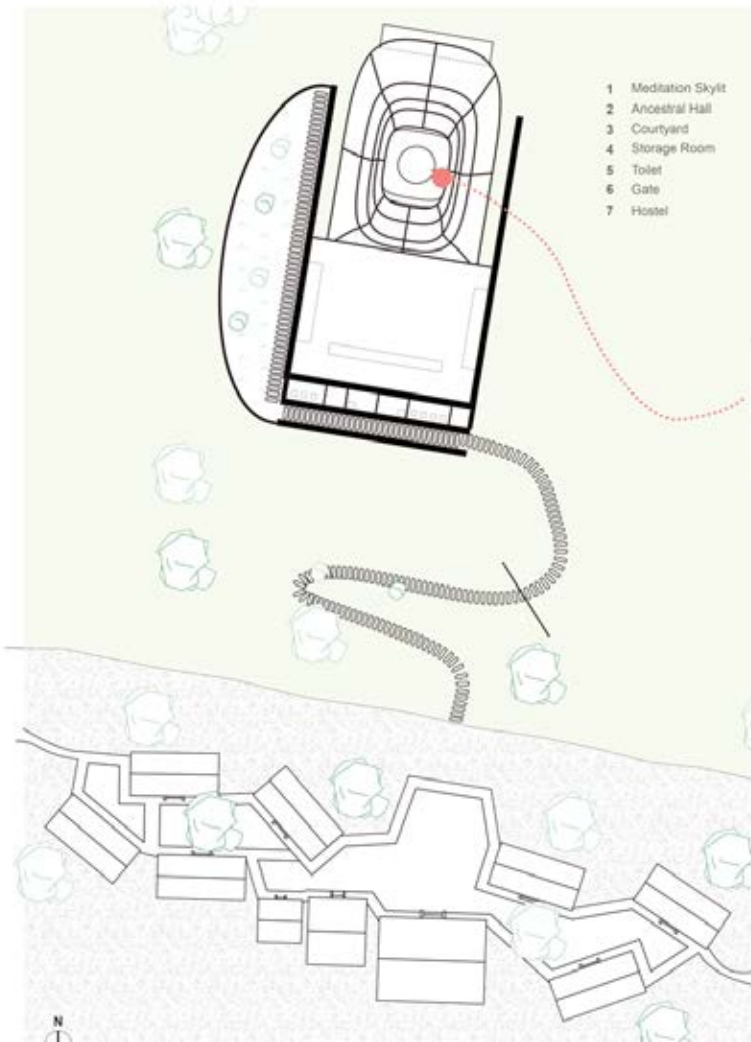 1 Meditation Skylit
2 Ancestral Hall
3 Courtyard
4 Storage Room
5 Toilet
6 Gate
7 Hostel
N